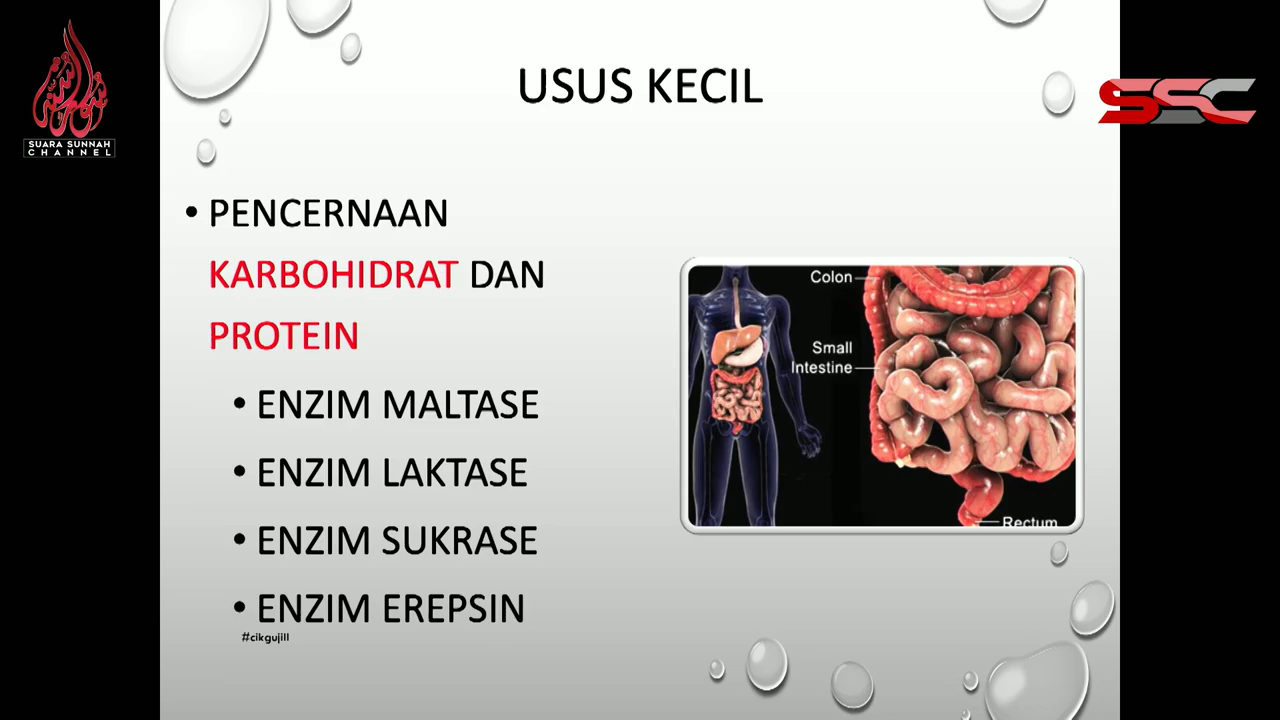 USUS KECIL
SUARA SUNNAH
CHANNEL
SSC
• PENCERNAAN
KARBOHIDRAT DAN
PROTEIN
• ENZIM MALTASE
• ENZIM LAKTASE
• ENZIM SUKRASE
• ENZIM EREPSIN
#cikgujill
Colon
Small
Intestine
Rectum